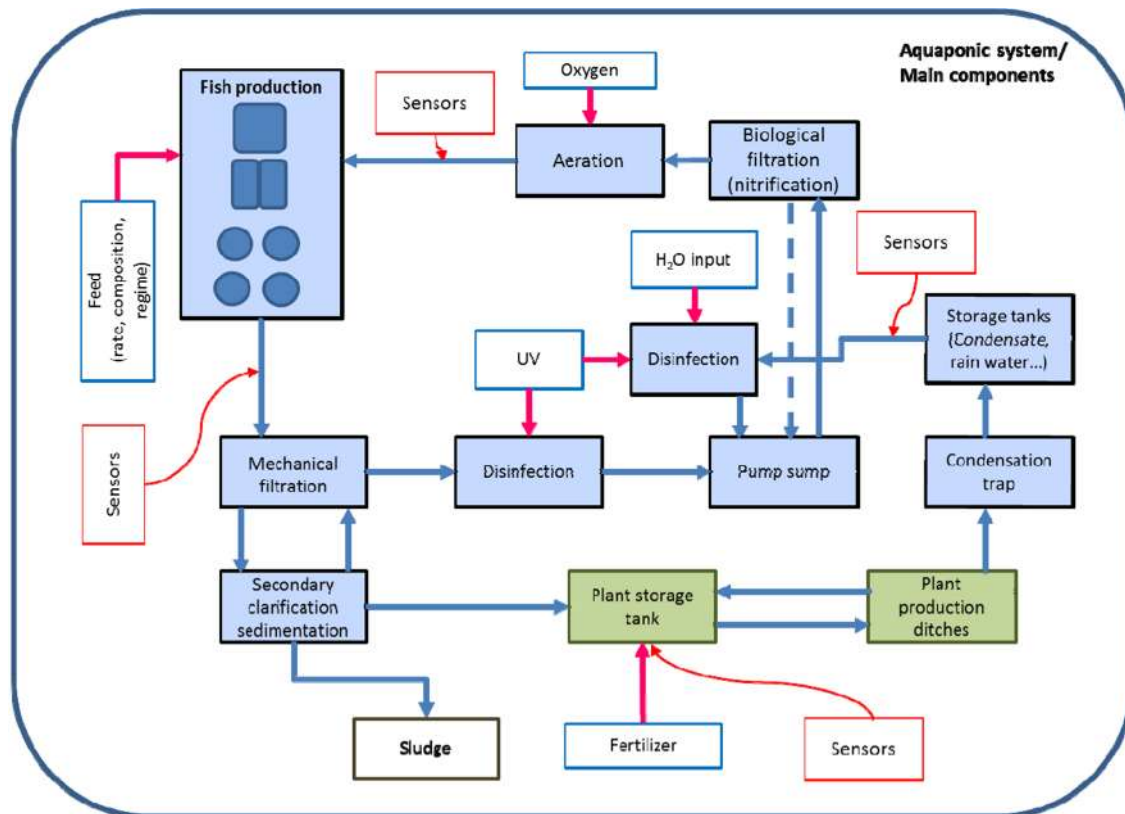 Aquaponic system/
Main components
Fish production
Sensors
Oxygen
Aeration
Biological
filtration
(nitrification)
Feed
(rate, composition,
regime)
H₂O input
Sensors
UV
Disinfection
Storage tanks
(Condensate,
rain water...)
Sensors
Mechanical
filtration
Disinfection
Pump sump
Condensation
trap
Secondary
clarification
sedimentation
Plant storage
tank
Plant
production
ditches
Sludge
Fertilizer
Sensors